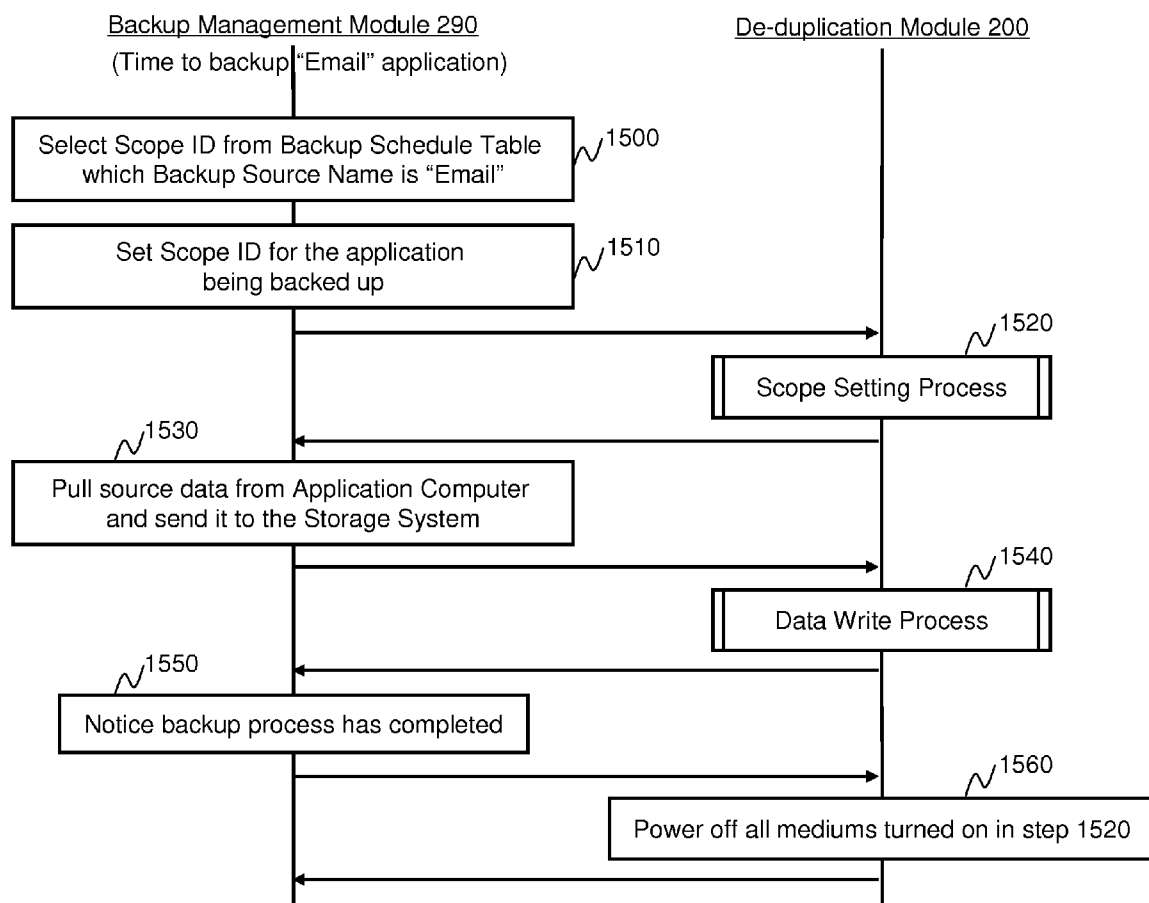 Backup Management Module 290
De-duplication Module 200
(Time to backup “Email” application)
1500
Select Scope ID from Backup Schedule Table
which Backup Source Name is “Email”
1510
Set Scope ID for the application
being backed up
1520
Scope Setting Process
1530
Pull source data from Application Computer
and send it to the Storage System
1540
Data Write Process
1550
Notice backup process has completed
1560
Power off all mediums turned on in step 1520